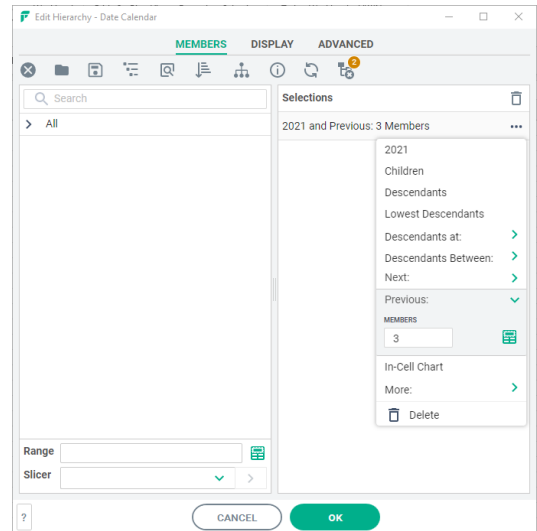 Edit Hierarchy - Date Calendar
MEMBERS DISPLAY ADVANCED
2
Search
Selections
All
2021 and Previous: 3 Members
2021
Children
Descendants
Lowest Descendants
Descendants at:
Descendants Between:
Next:
Previous:
MEMBERS
3
In-Cell Chart
More:
Delete
Range
Slicer
?
CANCEL
OK